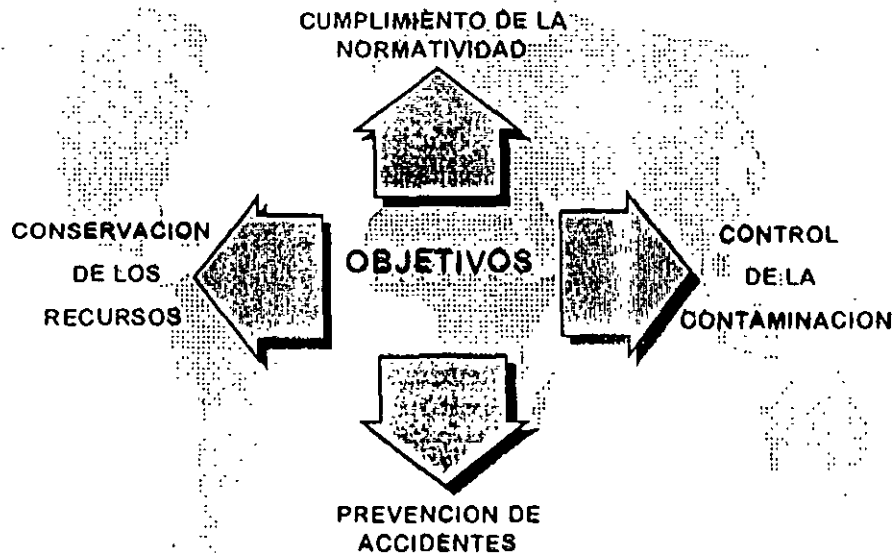 CUMPLIMIENTO DE LA
NORMATIVIDAD
CONSERVACION
DE LOS
RECURSOS
OBJETIVOS
CONTROL
DE LA
CONTAMINACION
PREVENCION DE
ACCIDENTES